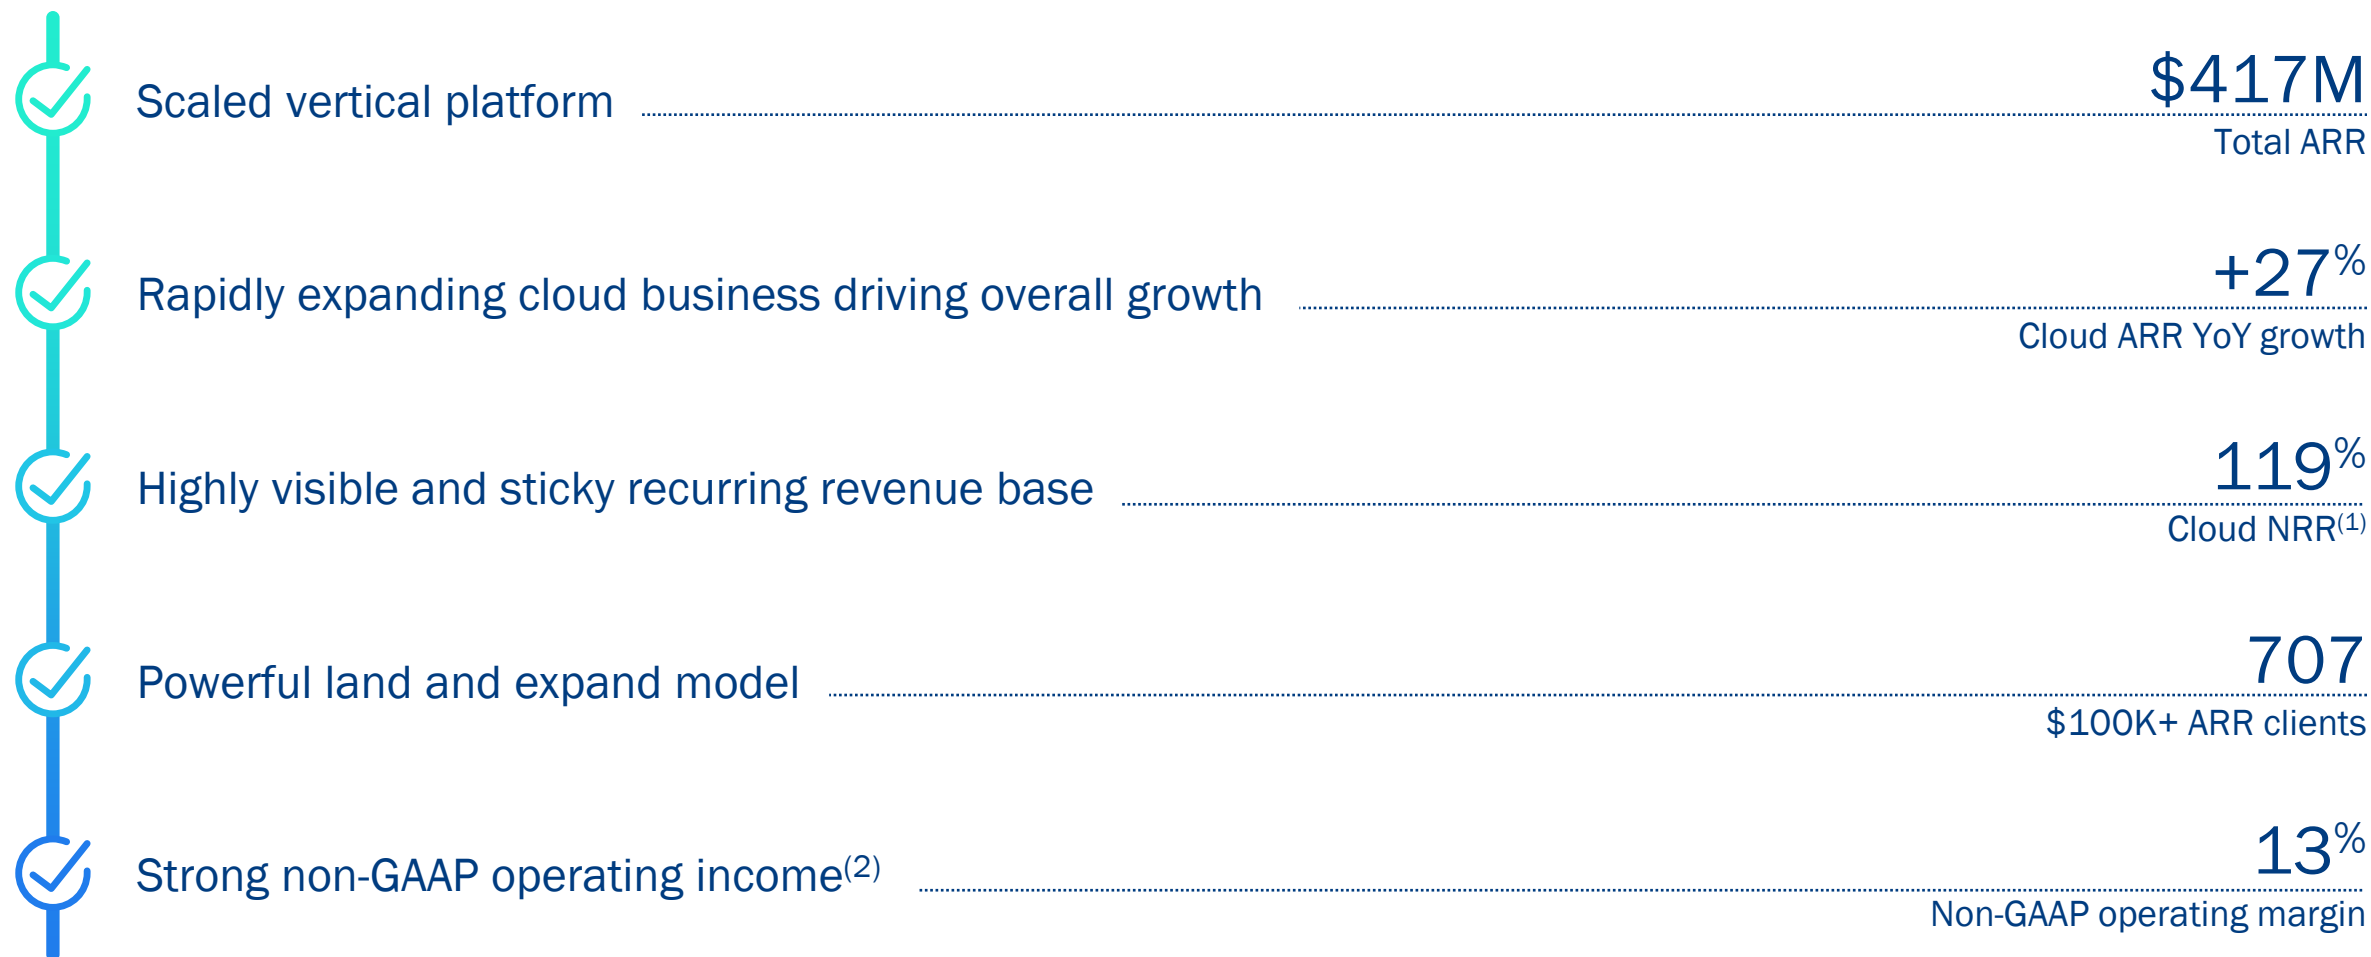 Scaled vertical platform
$417M
Total ARR
Rapidly expanding cloud business driving overall growth
+27%
Cloud ARR YoY growth
Highly visible and sticky recurring revenue base
119%
Cloud NRR(1)
Powerful land and expand model
707
$100K+ ARR clients
Strong non-GAAP operating income(2)
13%
Non-GAAP operating margin